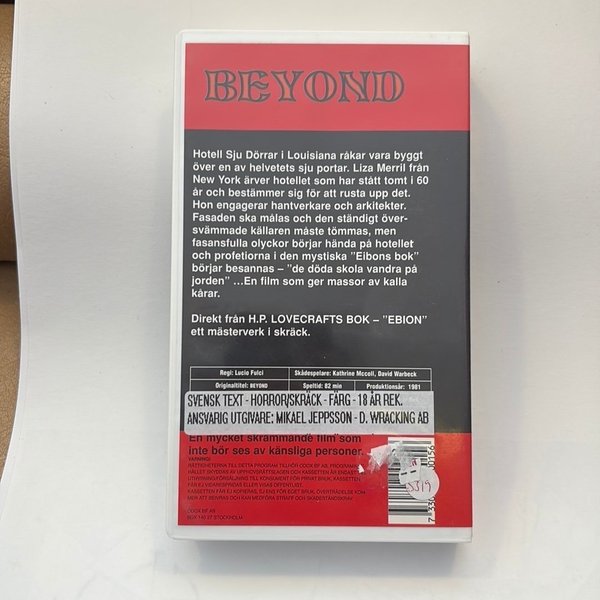 BEYOND
Hotell Sju Dörrar i Louisiana råkar vara byggt
över en av helvetets sju portar. Liza Merril från
New York ärver hotellet som har stått tomt i 60
år och bestämmer sig för att rusta upp det.
Hon engagerar hantverkare och arkitekter.
Fasaden ska målas och den ständigt över-
svämmade källaren måste tömmas, men
fasansfulla olyckor börjar hända på hotellet
och profetiorna i den mystiska "Eibons bok"
börjar besannas – "de döda skola vandra på
jorden" ...En film som ger massor av kalla
kårar.
Direkt från H.P. LOVECRAFTS BOK – "EBION"
ett mästerverk i skräck.
Regi: Lucio Fulci Skådespelare: Kathrine Mccoll, David Warbeck
Originaltitel: BEYOND Speltid: 82 min Produktionsår: 1981
SVENSK TEXT - HORROR/SKRÄCK - FÄRG - 18 ÅR REK.
ANSVARIG UTGIVARE: MIKAEL JEPPSSON - D. WRACKING AB
En mycket skrämmande film som
inte bör ses av känsliga personer.
VARNING!
RÄTTIGHETERNA TILL DETTA PROGRAM TILLHÖR